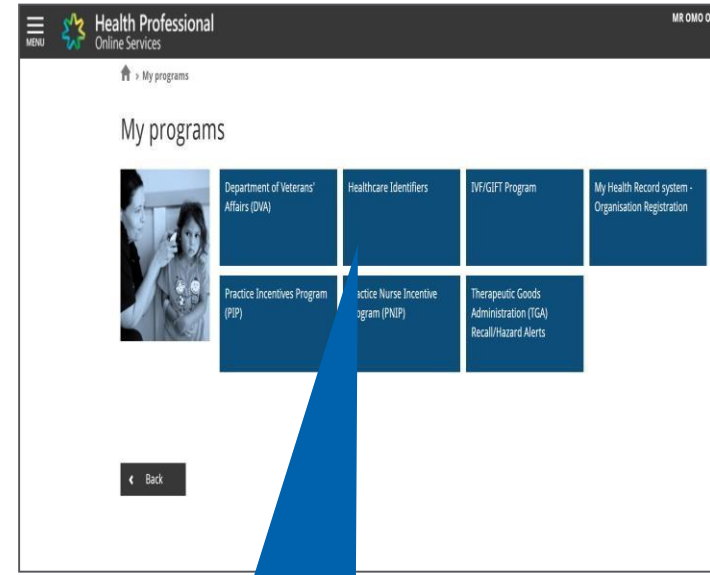 MENU
Health Professional
Online Services
MR OMO O
> My programs
My programs
Department of Veterans'
Affairs (DVA)
Healthcare Identifiers
IVF/GIFT Program
My Health Record system -
Organisation Registration
Practice Incentives Program
(PIP)
actice Nurse Incentive
ogram (PNIP)
Therapeutic Goods
Administration (TGA)
Recall/Hazard Alerts
Back